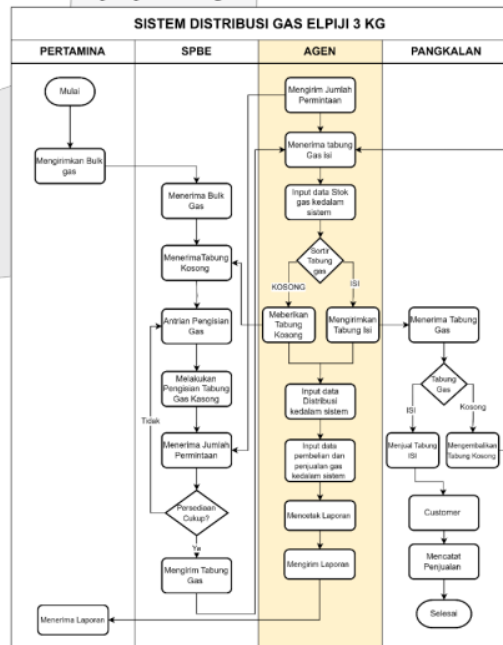 SISTEM DISTRIBUSI GAS ELPIJI 3 KG
PERTAMINA
SPBE
AGEN
PANGKALAN
Mulai
Mengirimkan Bulk
gas
Menerima Bulk
Gas
MenerimaTabung
Kosong
Antrian Pengisian
Gas
Melakukan
Pengisian Tabung
Gas Kasong
Tidak
Menerima Jumlah
Permintaan
Persediaan
Cukup?
Ya
Mengirim Tabung
Gas
Mengirim Jumlah
Permintaan
Menerima tabung
Gas isi
Input data Stok
gas kedalam
sistem
Sortir
Tabung
gas
KOSONG
ISI
Meberikan
Tabung
Kosong
Mengirimkan
Tabung Isi
Input data
Distribusi
kedalam sistem
Input data
pembelian dan
penjualan gas
kedalam sistem
Mencetak Laporan
Mengirim Laporan
Menerima Laporan
Menerima Tabung
Gas
Tabung
Gas
ISI
Kosong
Menjual Tabung
ISI
Mengembalikan
Tabung Kosong
Customer
Mencatat
Penjualan
Selesai